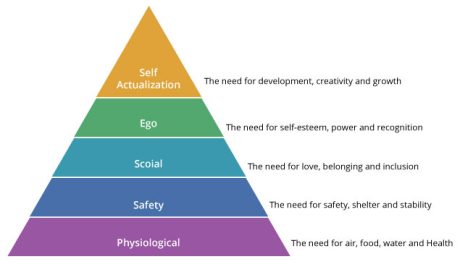 Self
Actualization
The need for development, creativity and growth
Ego
The need for self-esteem, power and recognition
Scoial
The need for love, belonging and inclusion
Safety
The need for safety, shelter and stability
Physiological
The need for air, food, water and Health